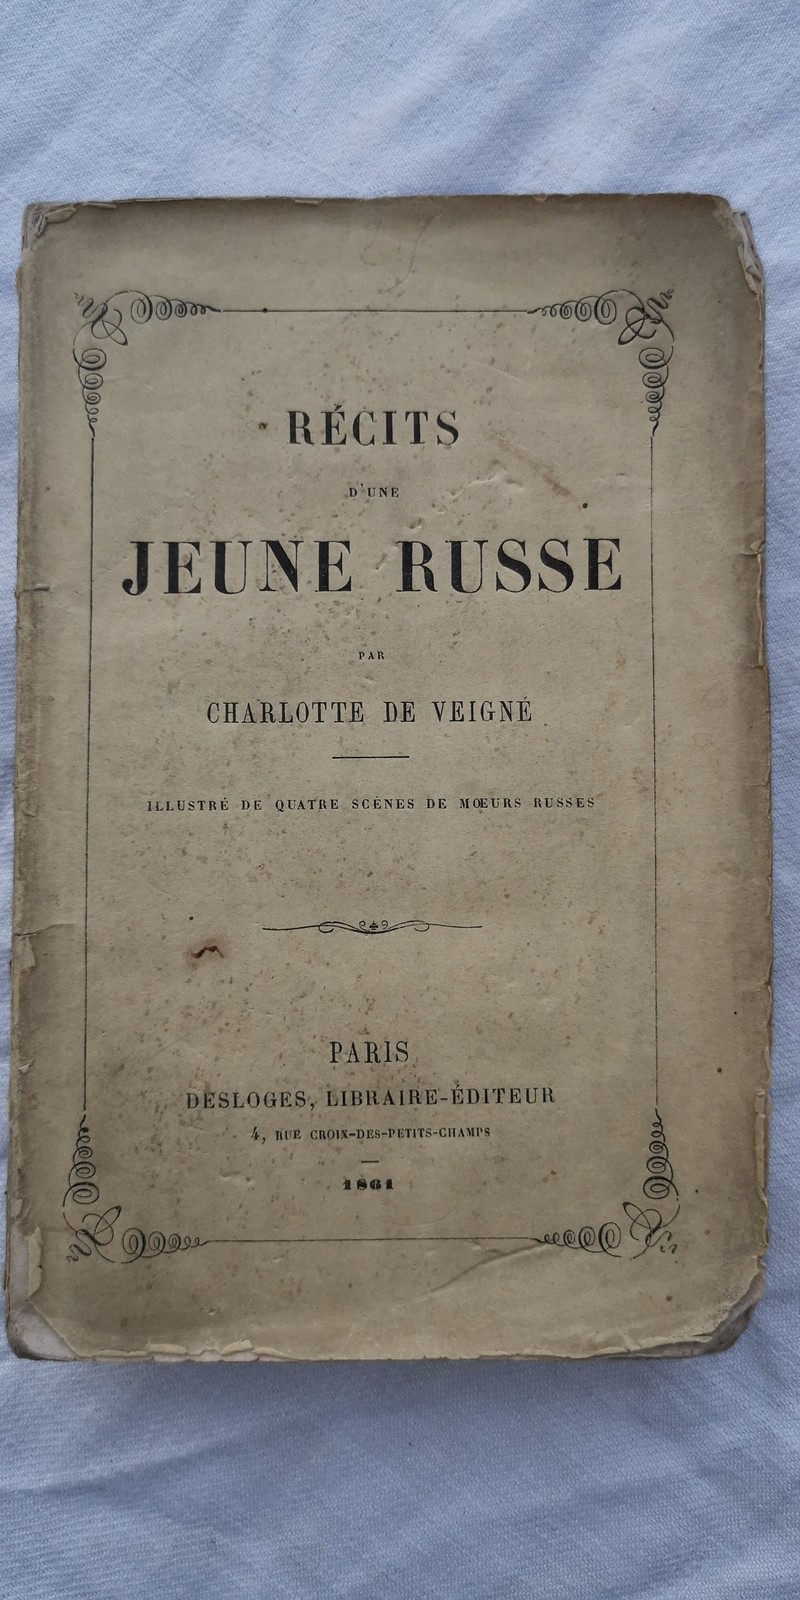 RÉCITS
D'UNE
JEUNE RUSSE
PAR
CHARLOTTE DE VEIGNÉ
ILLUSTRÉ DE QUATRE SCÈNES DE MŒURS RUSSES
PARIS
DESLOGES, LIBRAIRE-ÉDITEUR
4, RUE CROIX-DES-PETITS-CHAMPS
1861